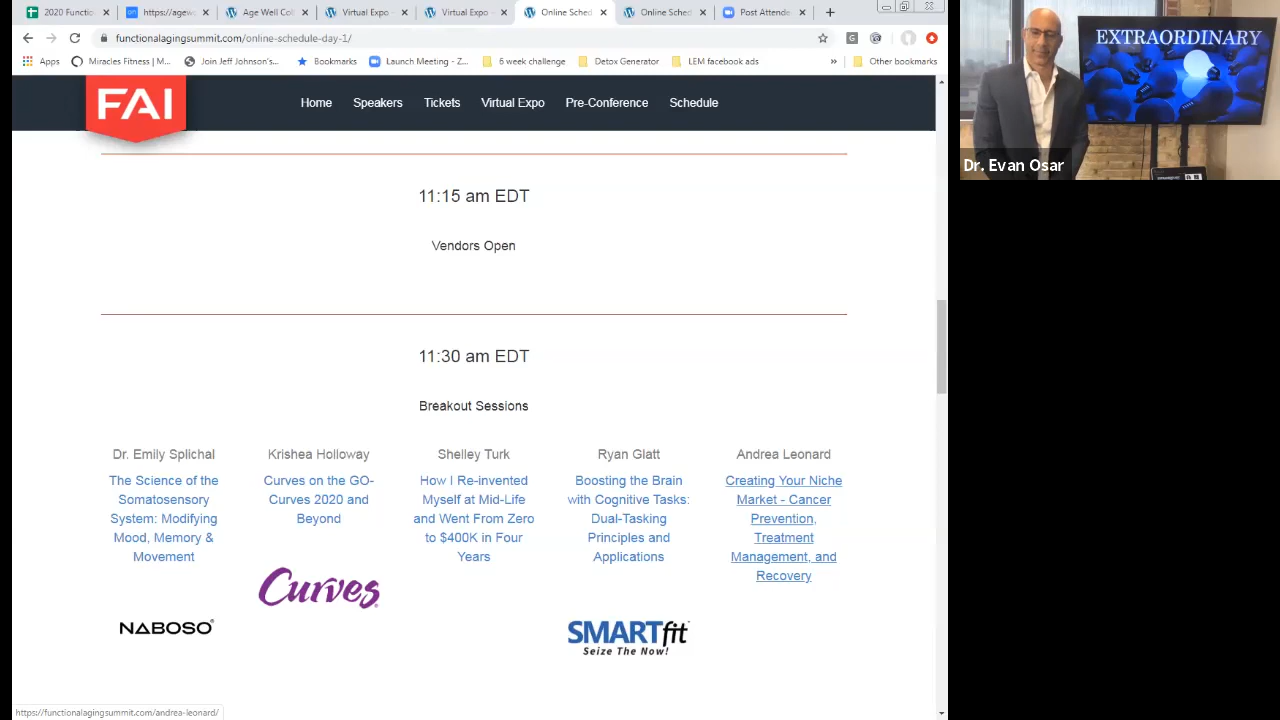 2020 Functio
https://agew
Age Well Col
Virtual Expo
Virtual Expo
Online Sched
Online Sched
Post Attende
functionalagingsummit.com/online-schedule-day-1/
Apps
Miracles Fitness | M...
Join Jeff Johnson's...
Bookmarks
Launch Meeting - Z...
6 week challenge
Detox Generator
LEM facebook ads
»
Other bookmarks
FAI
Home
Speakers
Tickets
Virtual Expo
Pre-Conference
Schedule
11:15 am EDT
Vendors Open
11:30 am EDT
Breakout Sessions
Dr. Emily Splichal
The Science of the
Somatosensory
System: Modifying
Mood, Memory &
Movement
NABOSO
Krishea Holloway
Curves on the GO-
Curves 2020 and
Beyond
Curves
Shelley Turk
How I Re-invented
Myself at Mid-Life
and Went From Zero
to $400K in Four
Years
Ryan Glatt
Boosting the Brain
with Cognitive Tasks:
Dual-Tasking
Principles and
Applications
SMARTfit
Seize The Now!
Andrea Leonard
Creating Your Niche
Market - Cancer
Prevention,
Treatment
Management, and
Recovery
https://functionalagingsummit.com/andrea-leonard/
EXTRAORDINARY
Dr. Evan Osar